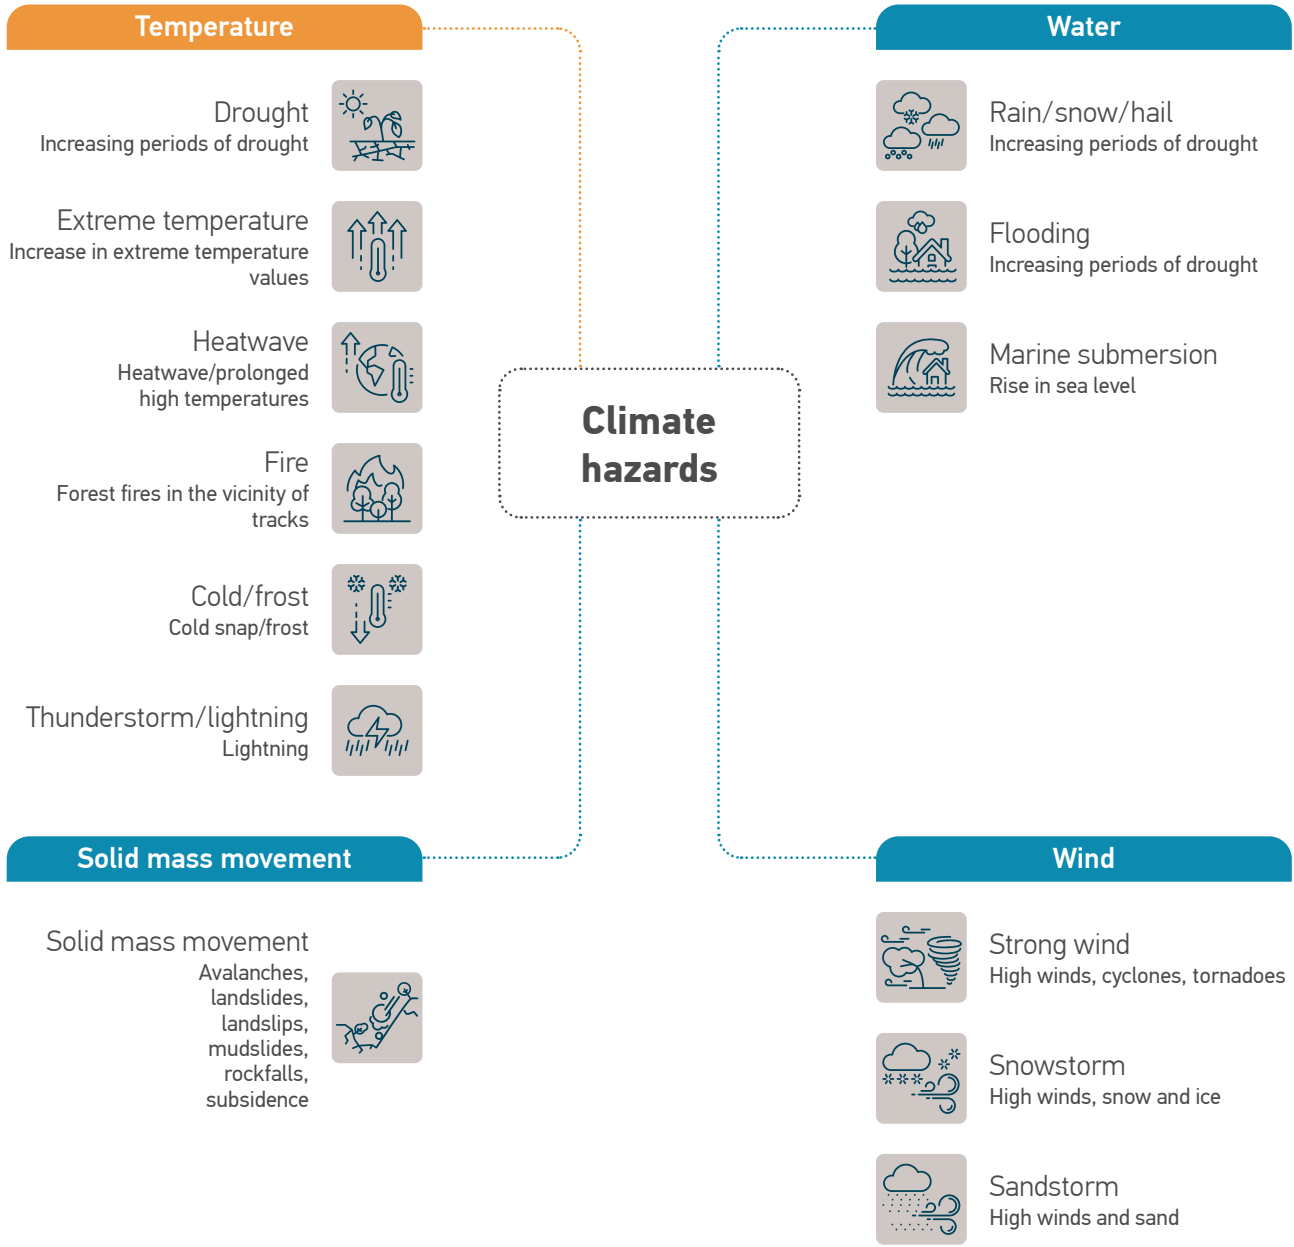 Temperature
Drought
Increasing periods of drought
Extreme temperature
Increase in extreme temperature
values
Heatwave
Heatwave/prolonged
high temperatures
Fire
Forest fires in the vicinity of
tracks
Cold/frost
Cold snap/frost
Thunderstorm/lightning
Lightning
Water
Rain/snow/hail
Increasing periods of drought
Flooding
Increasing periods of drought
Marine submersion
Rise in sea level
Climate
hazards
Solid mass movement
Solid mass movement
Avalanches,
landslides,
landslips,
mudslides,
rockfalls,
subsidence
Wind
Strong wind
High winds, cyclones, tornadoes
Snowstorm
High winds, snow and ice
Sandstorm
High winds and sand